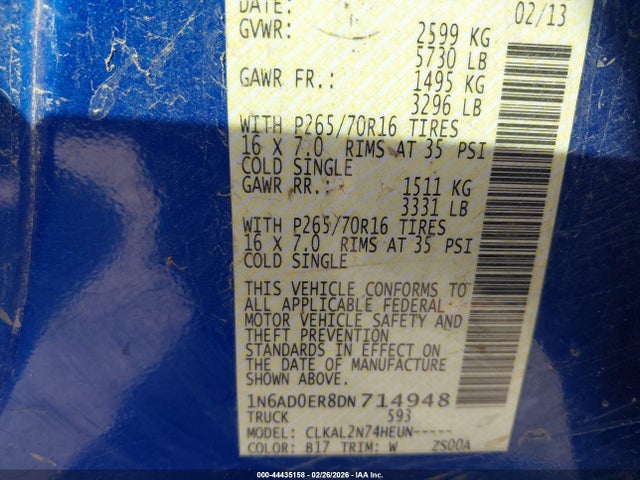 DATE: 02/13
GVWR: 2599 KG
5730 LB
GAWR FR.: 1495 KG
3296 LB
WITH P265/70R16 TIRES
16 X 7.0 RIMS AT 35 PSI
COLD SINGLE
GAWR RR.: 1511 KG
3331 LB
WITH P265/70R16 TIRES
16 X 7.0 RIMS AT 35 PSI
COLD SINGLE
THIS VEHICLE CONFORMS TO
ALL APPLICABLE FEDERAL
MOTOR VEHICLE SAFETY AND
THEFT PREVENTION
STANDARDS IN EFFECT ON
THE DATE OF MANUFACTURE
SHOWN ABOVE.
1N6AD0ER8DN714948
TRUCK 593
MODEL: CLKAL2N74HEUN-----
COLOR: B17 TRIM: W ZS00A
000-44435158 - 02/26/2026 - IAA Inc.